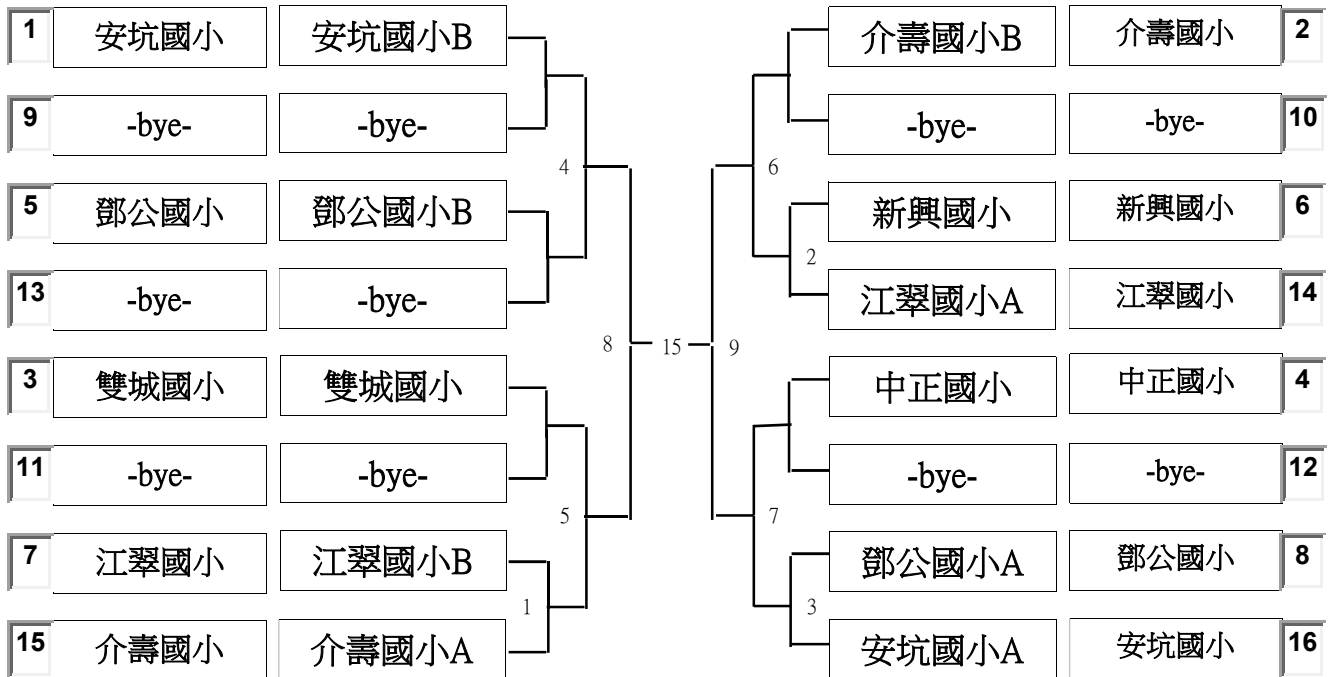 1 安坑國小 安坑國小B 介壽國小B 介壽國小 2
9 -bye- -bye- -bye- -bye- 10
4 6
5 鄧公國小 鄧公國小B 新興國小 新興國小 6
2
13 -bye- -bye- 江翠國小A 江翠國小 14
8 15 9
3 雙城國小 雙城國小 中正國小 中正國小 4
11 -bye- -bye- -bye- -bye- 12
5 7
7 江翠國小 江翠國小B 鄧公國小A 鄧公國小 8
1 3
15 介壽國小 介壽國小A 安坑國小A 安坑國小 16